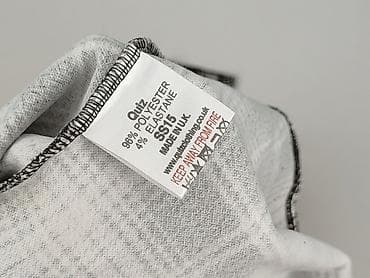 Quiz
96% POLYESTER
4% ELASTANE
SS15
MADE IN U.K.
www.quizclothing.co.uk
KEEP AWAY FROM FIRE